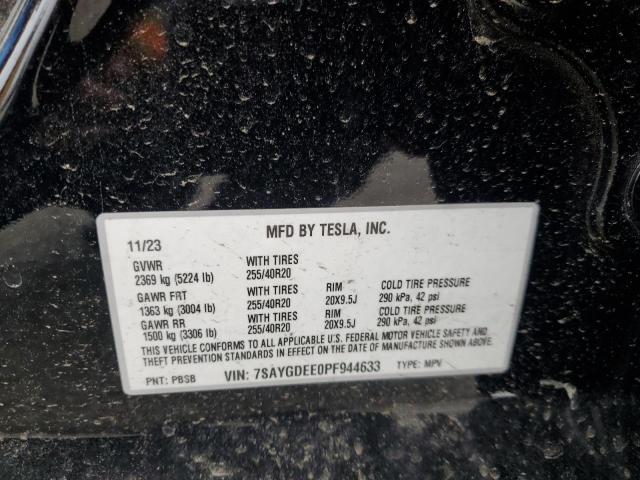 MFD BY TESLA, INC.
11/23
GVWR WITH TIRES
2369 kg (5224 lb) 255/40R20
GAWR FRT WITH TIRES RIM COLD TIRE PRESSURE
1363 kg (3004 lb) 255/40R20 20X9.5J 290 kPa, 42 psi
GAWR RR WITH TIRES RIM COLD TIRE PRESSURE
1500 kg (3306 lb) 255/40R20 20X9.5J 290 kPa, 42 psi
THIS VEHICLE CONFORMS TO ALL APPLICABLE U.S. FEDERAL MOTOR VEHICLE SAFETY AND
THEFT PREVENTION STANDARDS IN EFFECT ON THE DATE OF MANUFACTURE SHOWN ABOVE.
PNT: PBSB VIN: 7SAYGDEE0PF944633 TYPE: MPV